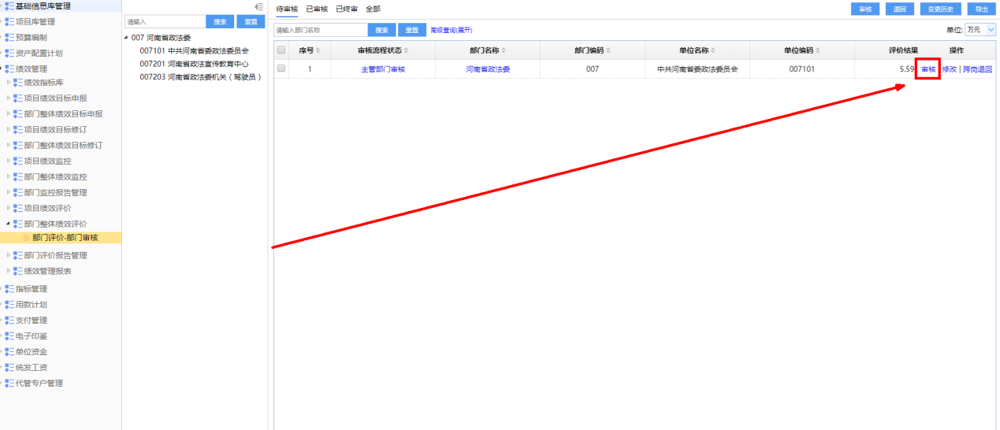 基础信息库管理
项目库管理
预算编制
资产配置计划
绩效管理
绩效指标库
项目绩效目标申报
部门整体绩效目标申报
项目绩效目标修订
部门整体绩效目标修订
项目绩效监控
部门整体绩效监控
部门监控报告管理
项目绩效评价
部门整体绩效评价
部门评价-部门审核
部门评价报告管理
绩效管理报表
指标管理
用款计划
支付管理
电子印鉴
单位资金
统发工资
代管专户管理
请输入 搜索 重置
007 河南省政法委
007101 中共河南省委政法委员会
007201 河南省政法宣传教育中心
007203 河南省委政法委机关（驾驶员）
待审核 已审核 已终审 全部 审核 退回 变更历史 导出
请输入部门名称 搜索 重置 高级查询(展开) 单位: 万元
序号 审核流程状态 部门名称 部门编码 单位名称 单位编码 评价结果 操作
1 主管部门审核 河南省政法委 007 中共河南省委政法委员会 007101 5.59 审核 修改 | 跨岗退回